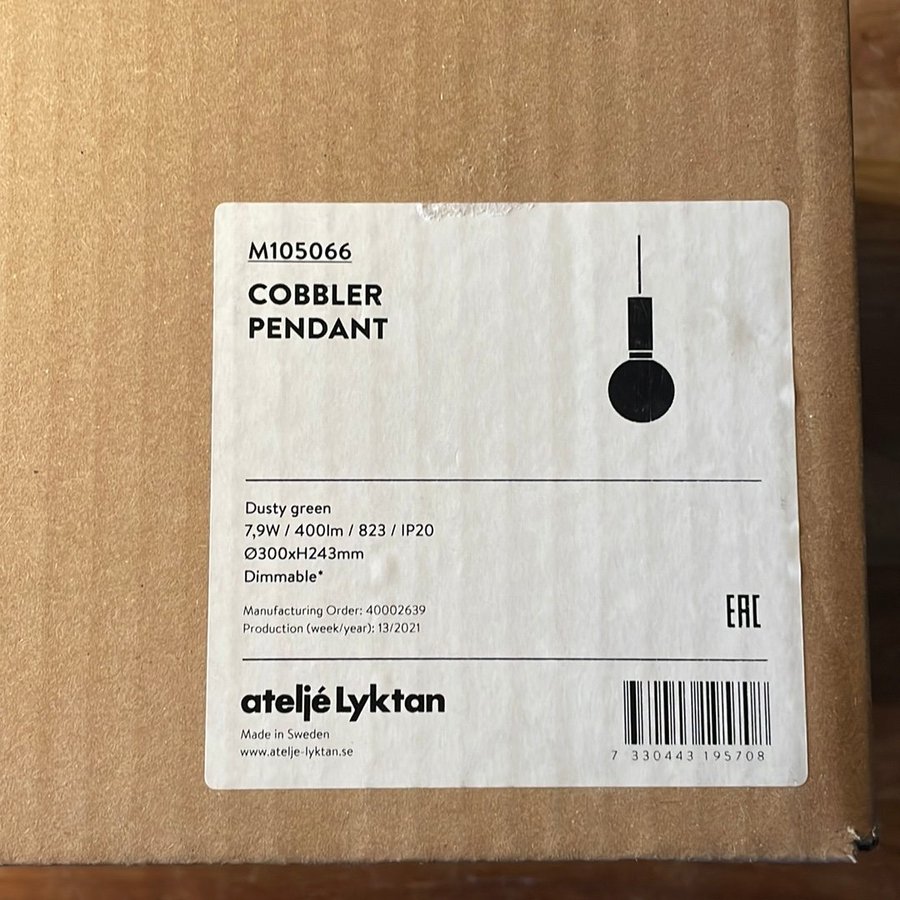 M105066
COBBLER
PENDANT
Dusty green
7,9W / 400lm / 823 / IP20
Ø300xH243mm
Dimmable*
Manufacturing Order: 40002639
Production (week/year): 13/2021
EAC
ateljé Lyktan
Made in Sweden
www.atelje-lyktan.se
7 330443 195708